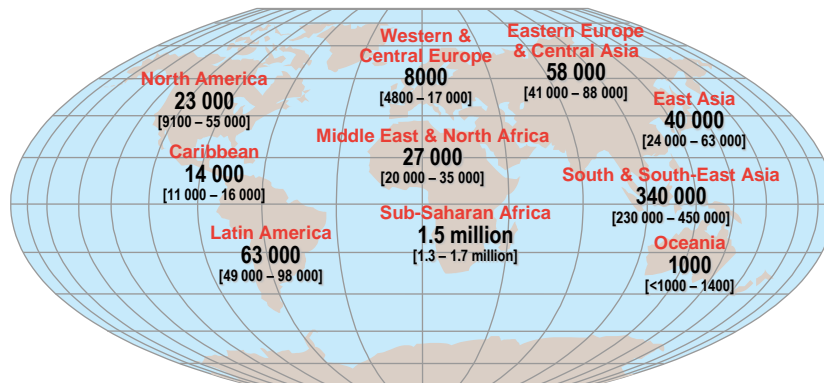 Western &
Central Europe
8000
[4800 – 17 000]
Eastern Europe
& Central Asia
58 000
[41 000 – 88 000]
North America
23 000
[9100 – 55 000]
East Asia
40 000
[24 000 – 63 000]
Caribbean
14 000
[11 000 – 16 000]
Middle East & North Africa
27 000
[20 000 – 35 000]
South & South-East Asia
340 000
[230 000 – 450 000]
Sub-Saharan Africa
1.5 million
[1.3 – 1.7 million]
Latin America
63 000
[49 000 – 98 000]
Oceania
1000
[<1000 – 1400]